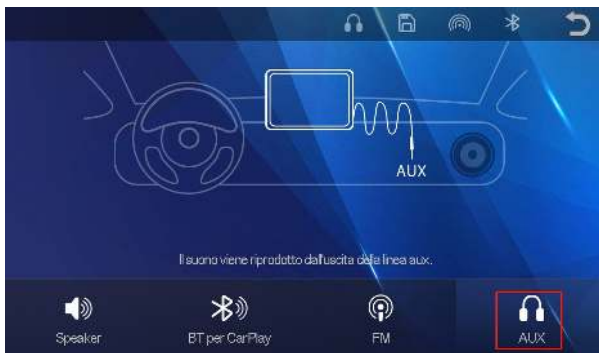 AUX
Il suono viene riprodotto dall'uscita della linea aux.
Speaker
BT per CarPlay
FM
AUX